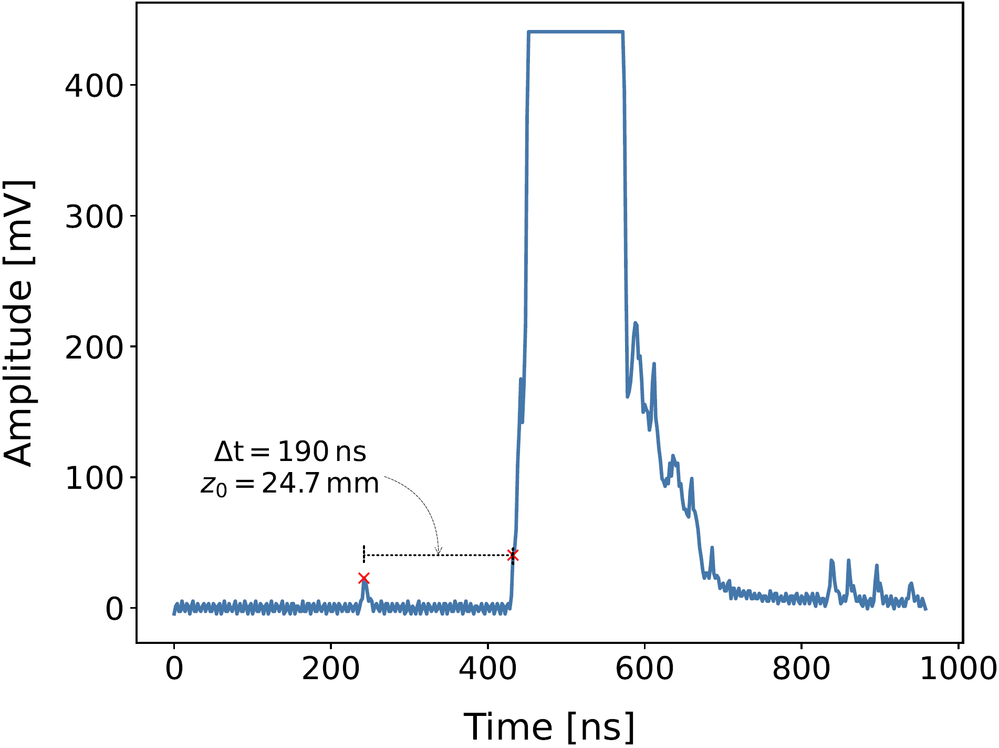 Amplitude [mV]
400
300
200
100
0
Δt = 190 ns
z₀ = 24.7 mm
0 200 400 600 800 1000
Time [ns]